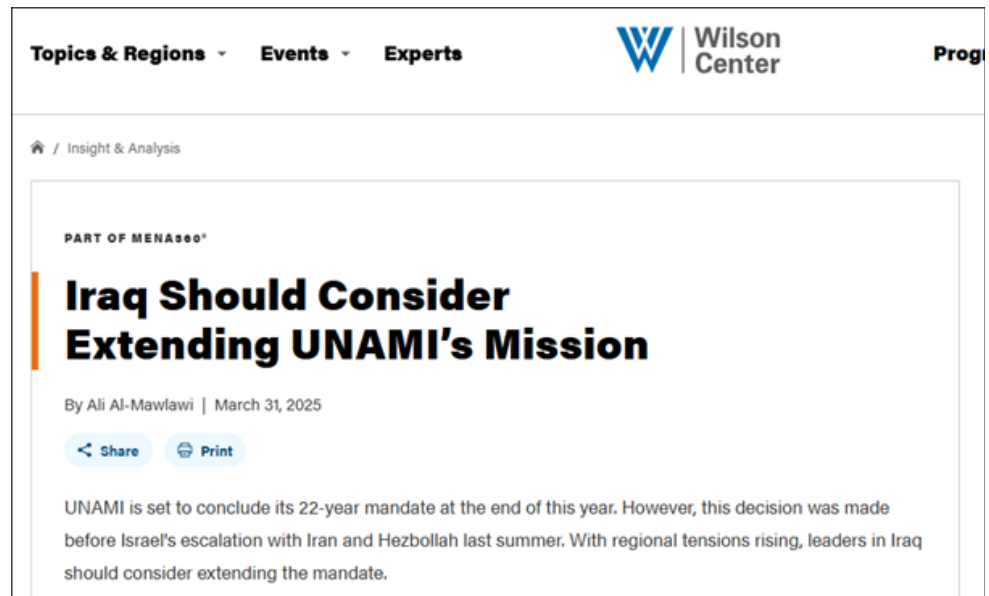 Topics & Regions Events Experts
Wilson
Center
/ Insight & Analysis
PART OF MENA360°
Iraq Should Consider
Extending UNAMI's Mission
By Ali Al-Mawlawi | March 31, 2025
Share Print
UNAMI is set to conclude its 22-year mandate at the end of this year. However, this decision was made
before Israel's escalation with Iran and Hezbollah last summer. With regional tensions rising, leaders in Iraq
should consider extending the mandate.